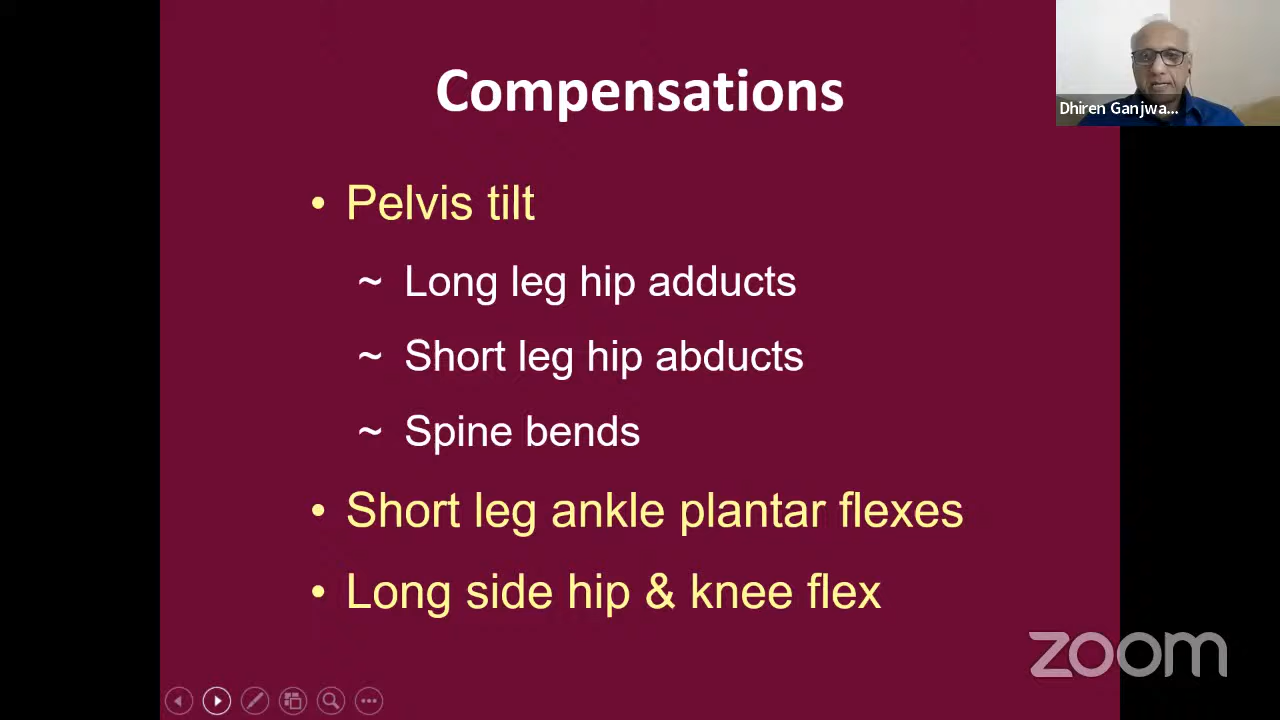 Compensations
Dhiren Ganjwa...
• Pelvis tilt
~ Long leg hip adducts
~ Short leg hip abducts
~ Spine bends
• Short leg ankle plantar flexes
• Long side hip & knee flex
zoom